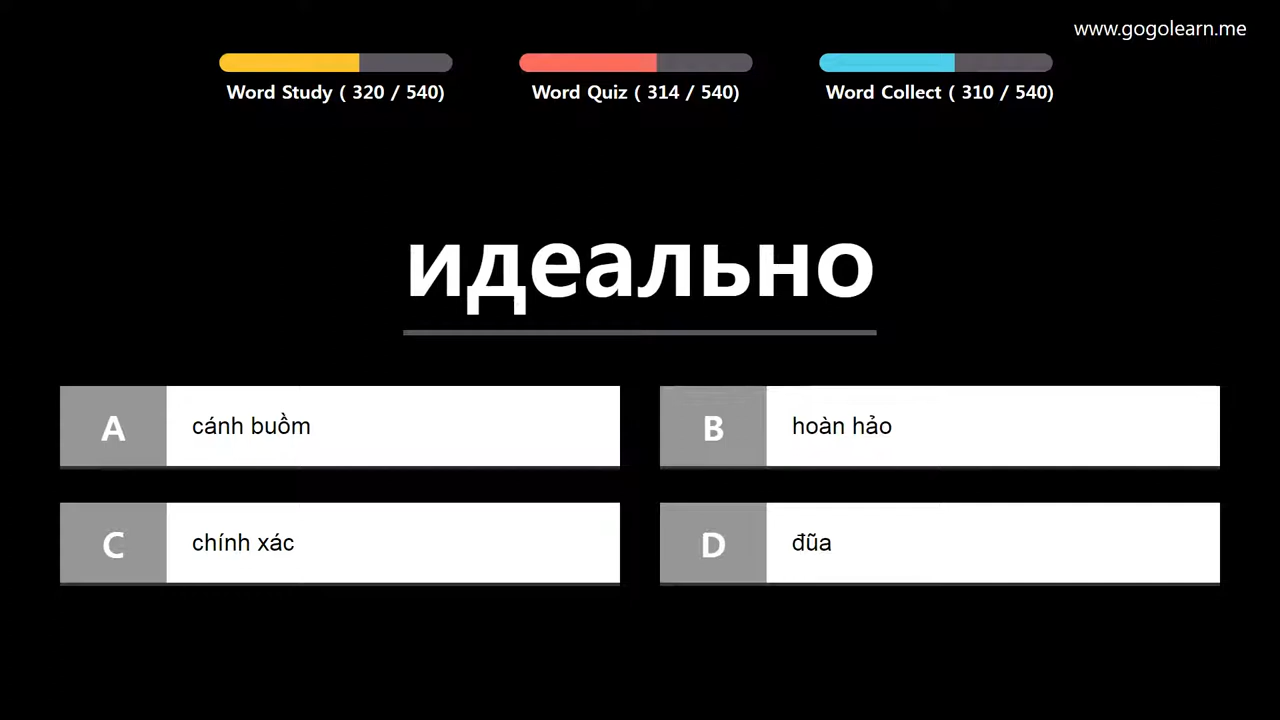 www.gogolearn.me
Word Study ( 320 / 540)
Word Quiz ( 314 / 540)
Word Collect ( 310 / 540)
идеально
A cánh buồm
B hoàn hảo
C chính xác
D đũa